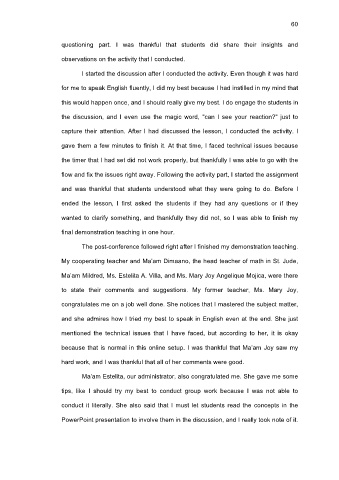 60
questioning part. I was thankful that students did share their insights and
observations on the activity that I conducted.
I started the discussion after I conducted the activity. Even though it was hard
for me to speak English fluently, I did my best because I had instilled in my mind that
this would happen once, and I should really give my best. I do engage the students in
the discussion, and I even use the magic word, "can I see your reaction?" just to
capture their attention. After I had discussed the lesson, I conducted the activity. I
gave them a few minutes to finish it. At that time, I faced technical issues because
the timer that I had set did not work properly, but thankfully I was able to go with the
flow and fix the issues right away. Following the activity part, I started the assignment
and was thankful that students understood what they were going to do. Before I
ended the lesson, I first asked the students if they had any questions or if they
wanted to clarify something, and thankfully they did not, so I was able to finish my
final demonstration teaching in one hour.
The post-conference followed right after I finished my demonstration teaching.
My cooperating teacher and Ma'am Dimaano, the head teacher of math in St. Jude,
Ma'am Mildred, Ms. Estelita A. Villa, and Ms. Mary Joy Angelique Mojica, were there
to state their comments and suggestions. My former teacher, Ms. Mary Joy,
congratulates me on a job well done. She notices that I mastered the subject matter,
and she admires how I tried my best to speak in English even at the end. She just
mentioned the technical issues that I have faced, but according to her, it is okay
because that is normal in this online setup. I was thankful that Ma'am Joy saw my
hard work, and I was thankful that all of her comments were good.
Ma'am Estelita, our administrator, also congratulated me. She gave me some
tips, like I should try my best to conduct group work because I was not able to
conduct it literally. She also said that I must let students read the concepts in the
PowerPoint presentation to involve them in the discussion, and I really took note of it.